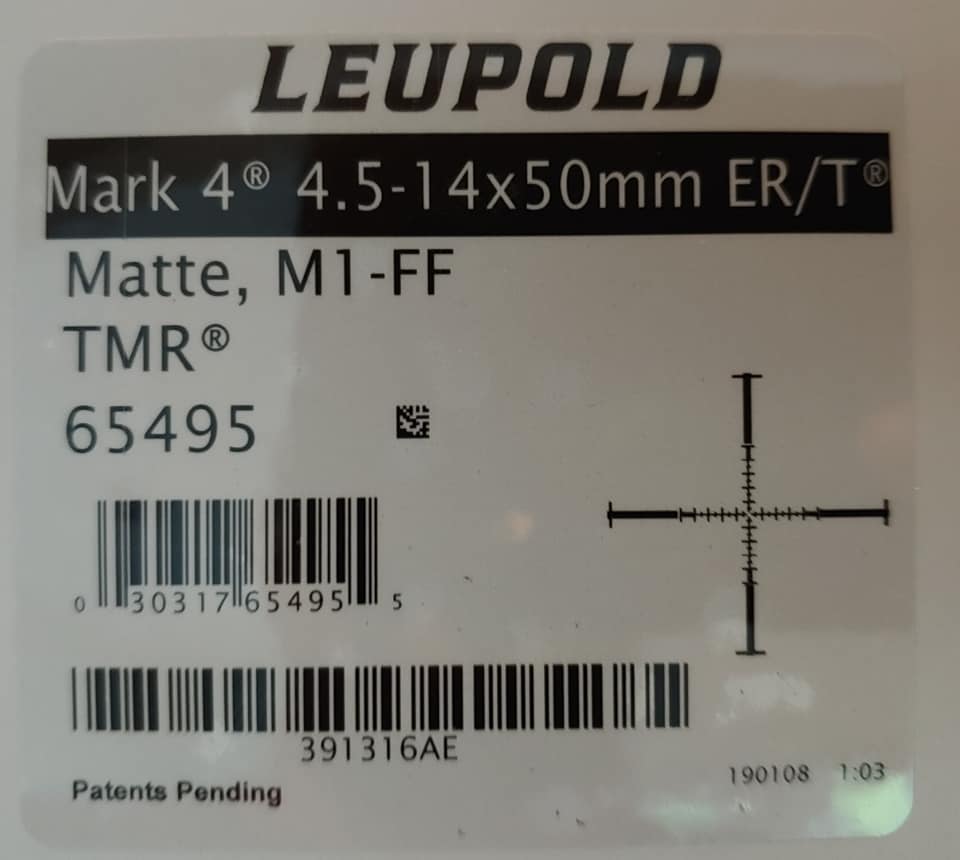 LEUPOLD
Mark 4® 4.5-14x50mm ER/T®
Matte, M1-FF
TMR®
65495
0 30317 65495 5
391316AE
190108 1:03
Patents Pending